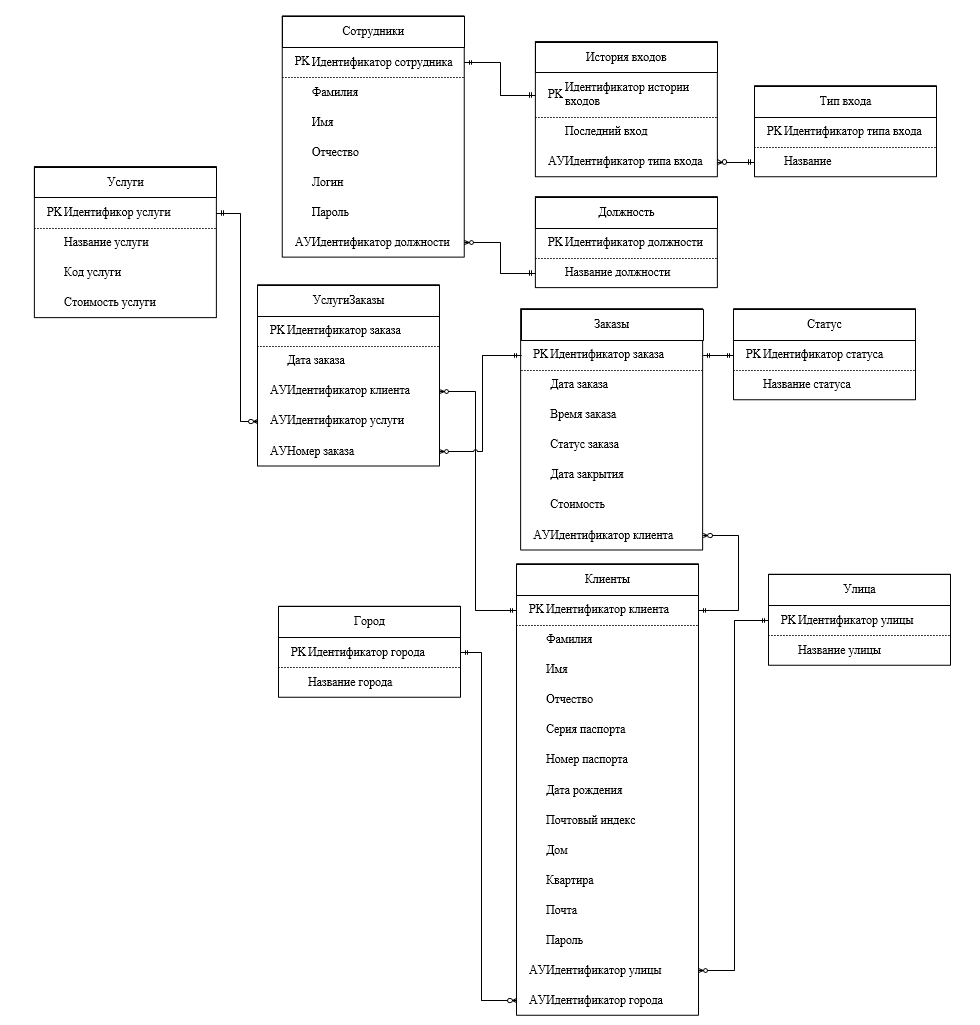 Сотрудники
PK Идентификатор сотрудника
Фамилия
Имя
Отчество
Логин
Пароль
АУИдентификатор должности
История входов
PK Идентификатор истории
входов
Последний вход
АУИдентификатор типа входа
Тип входа
PK Идентификатор типа входа
Название
Услуги
PK Идентификор услуги
Название услуги
Код услуги
Стоимость услуги
Должность
PK Идентификатор должности
Название должности
УслугиЗаказы
PK Идентификатор заказа
Дата заказа
АУИдентификатор клиента
АУИдентификатор услуги
АУНомер заказа
Заказы
PK Идентификатор заказа
Дата заказа
Время заказа
Статус заказа
Дата закрытия
Стоимость
АУИдентификатор клиента
Статус
PK Идентификатор статуса
Название статуса
Клиенты
PK Идентификатор клиента
Фамилия
Имя
Отчество
Серия паспорта
Номер паспорта
Дата рождения
Почтовый индекс
Дом
Квартира
Почта
Пароль
АУИдентификатор улицы
АУИдентификатор города
Город
PK Идентификатор города
Название города
Улица
PK Идентификатор улицы
Название улицы